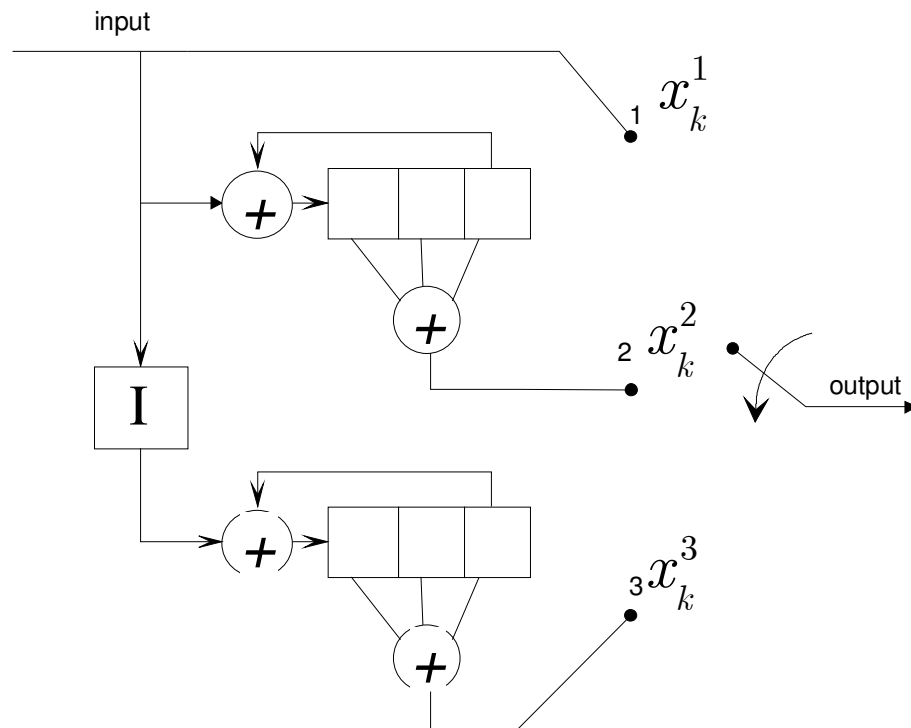 input
1 x_k^1
+
+
2 x_k^2
output
I
+
3 x_k^3
+